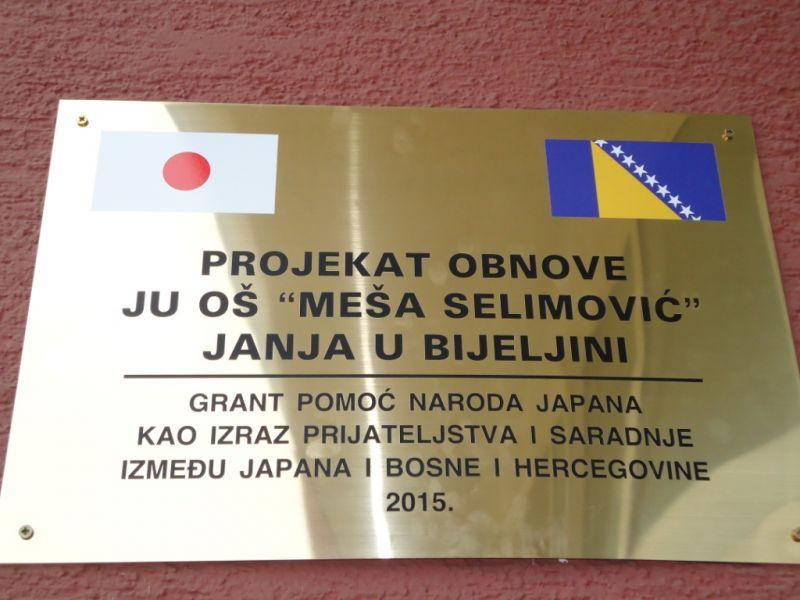 PROJEKAT OBNOVE
JU OŠ “MEŠA SELIMOVIĆ”
JANJA U BIJELJINI
GRANT POMOĆ NARODA JAPANA
KAO IZRAZ PRIJATELJSTVA I SARADNJE
IZMEĐU JAPANA I BOSNE I HERCEGOVINE
2015.